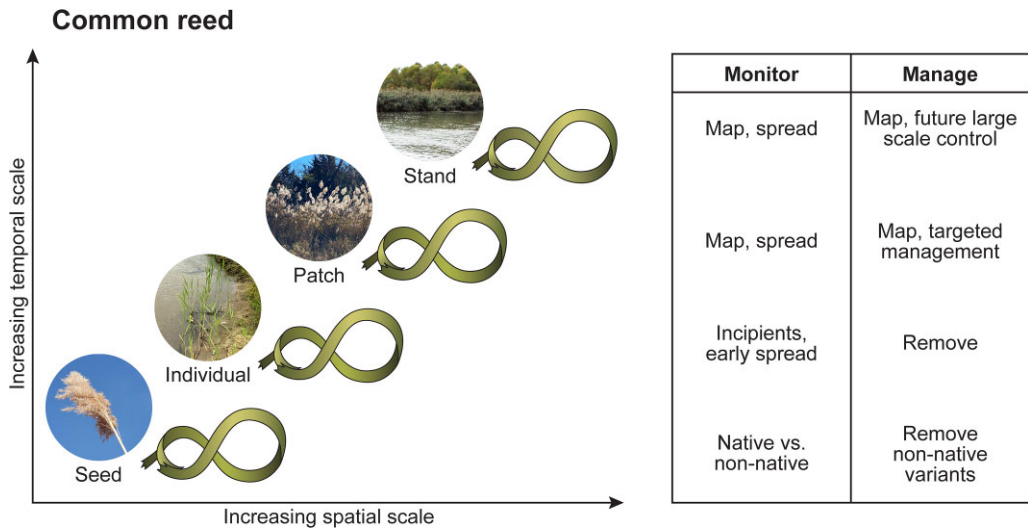 Common reed
Increasing temporal scale
Stand
Patch
Individual
Seed
Increasing spatial scale
Monitor
Manage
Map, spread
Map, future large
scale control
Map, spread
Map, targeted
management
Incipients,
early spread
Remove
Native vs.
non-native
Remove
non-native
variants